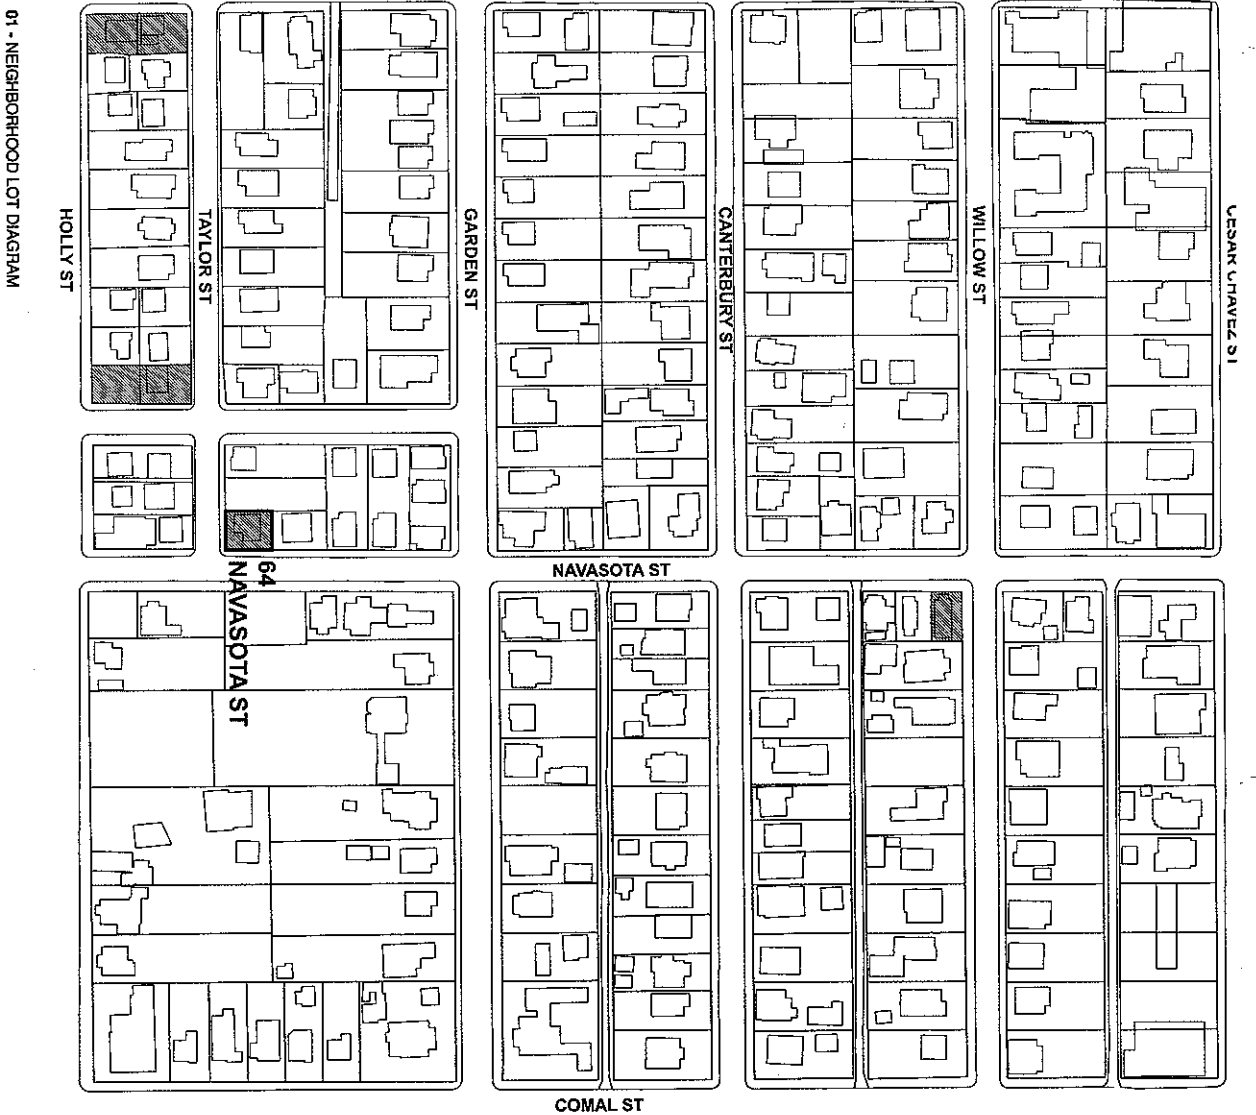 01 - NEIGHBORHOOD LOT DIAGRAM
HOLLY ST
TAYLOR ST
GARDEN ST
CANTERBURY ST
WILLOW ST
CESAR CHAVEZ ST
64
NAVASOTA ST
NAVASOTA ST
COMAL ST